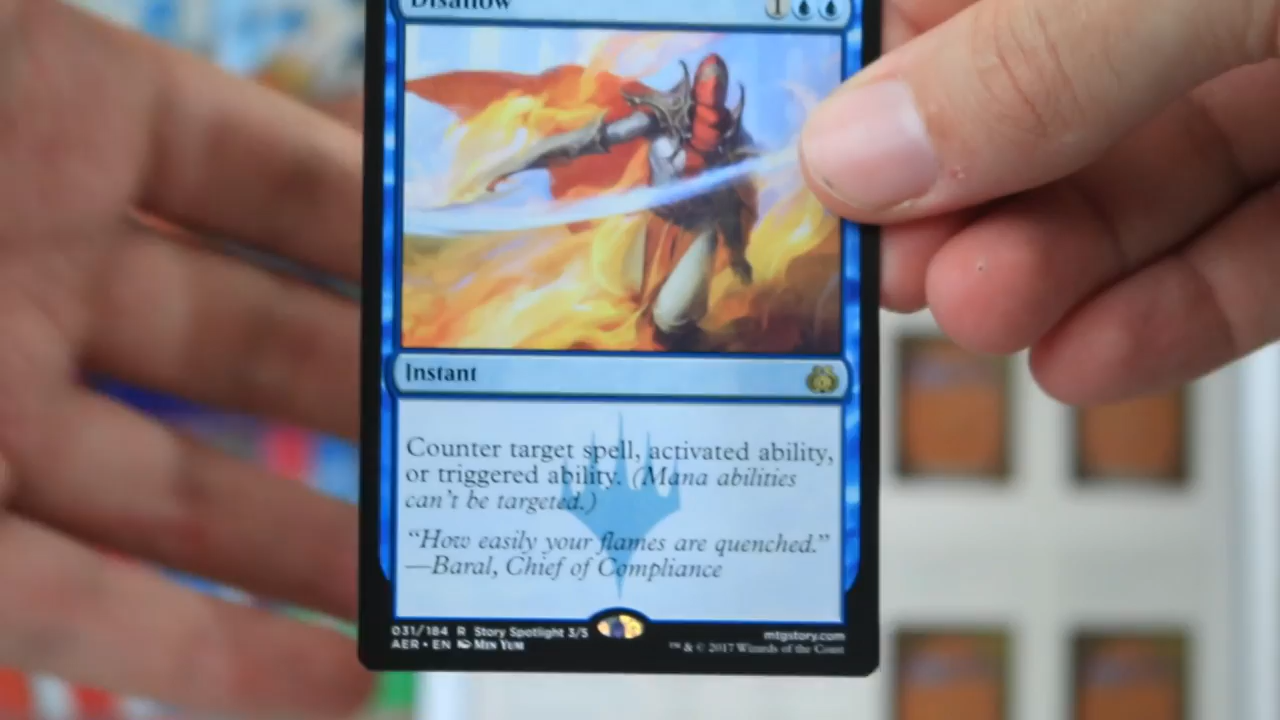 Disallow
1
Instant
Counter target spell, activated ability,
or triggered ability. (Mana abilities
can't be targeted.)
"How easily your flames are quenched."
—Baral, Chief of Compliance
031/184 R Story Spotlight 3/5
mtgstory.com
AER • EN Min Yum
™ & © 2017 Wizards of the Coast